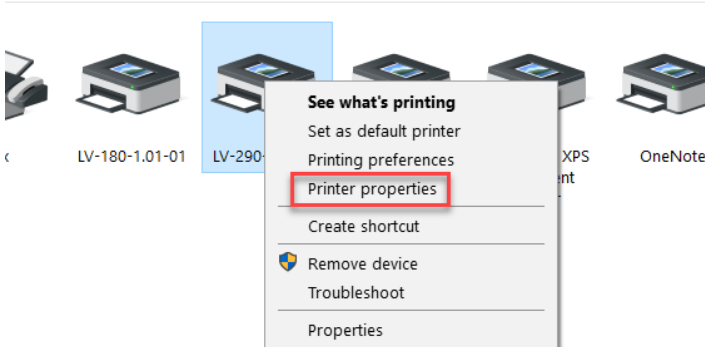 See what's printing
Set as default printer
LV-180-1.01-01
LV-290-
Printing preferences
XPS
OneNote
Printer properties
Create shortcut
Remove device
Troubleshoot
Properties